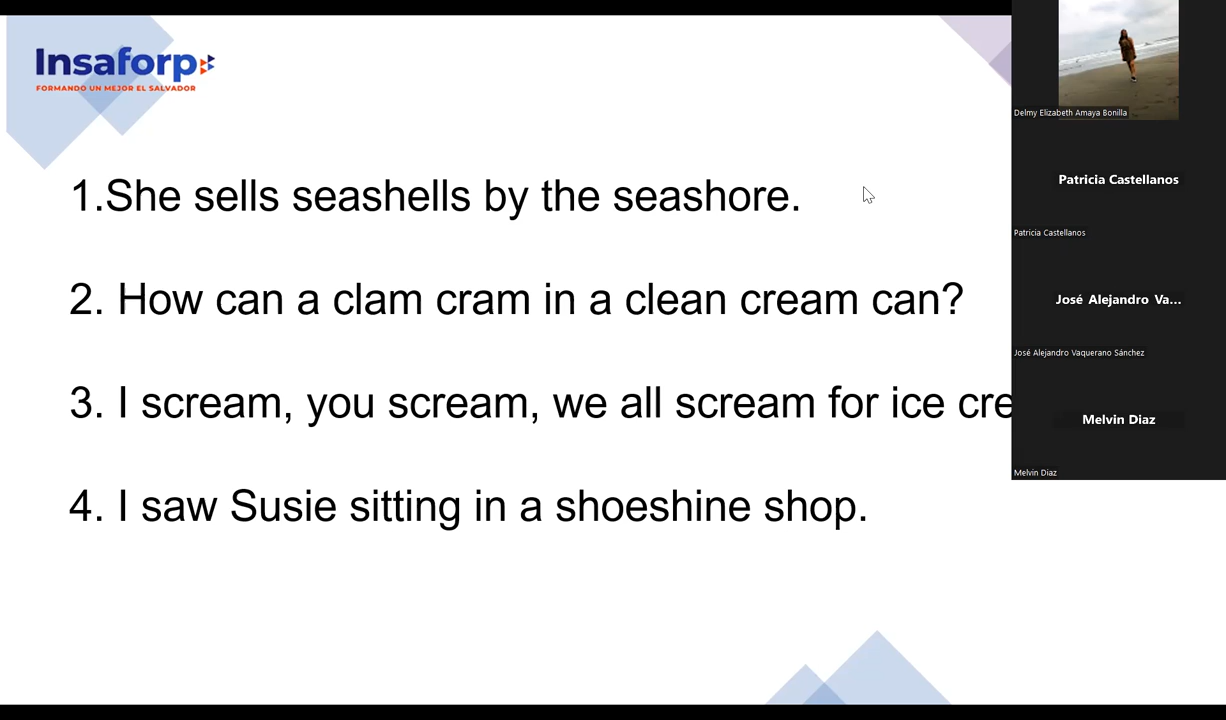 Insaforp
FORMANDO UN MEJOR EL SALVADOR
1.She sells seashells by the seashore.
2. How can a clam cram in a clean cream can?
3. I scream, you scream, we all scream for ice cre
4. I saw Susie sitting in a shoeshine shop.
Delmy Elizabeth Amaya Bonilla
Patricia Castellanos
Patricia Castellanos
José Alejandro Va...
José Alejandro Vaquerano Sánchez
Melvin Diaz
Melvin Diaz